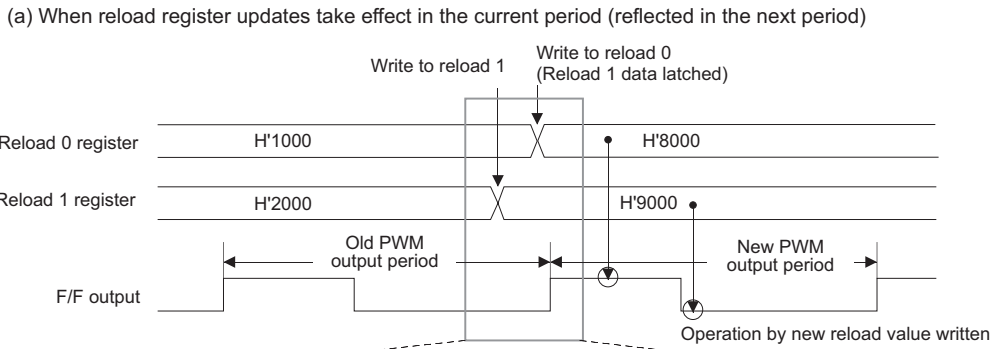 (a) When reload register updates take effect in the current period (reflected in the next period)
Write to reload 1
Write to reload 0
(Reload 1 data latched)
Reload 0 register
H'1000
H'8000
Reload 1 register
H'2000
H'9000
Old PWM
output period
New PWM
output period
F/F output
Operation by new reload value written